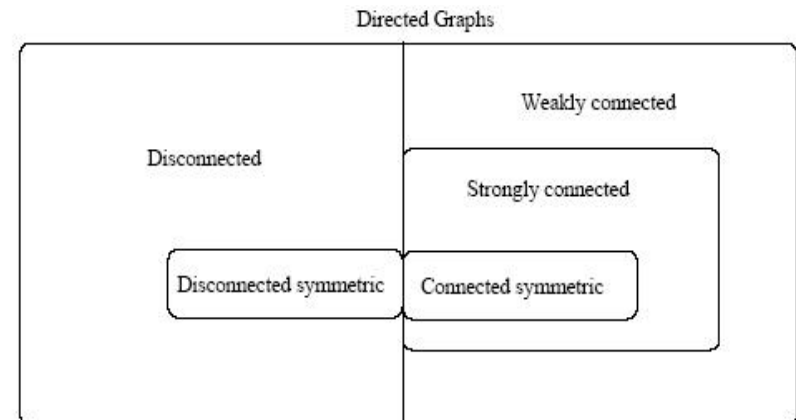 Directed Graphs
Weakly connected
Disconnected
Strongly connected
Disconnected symmetric
Connected symmetric